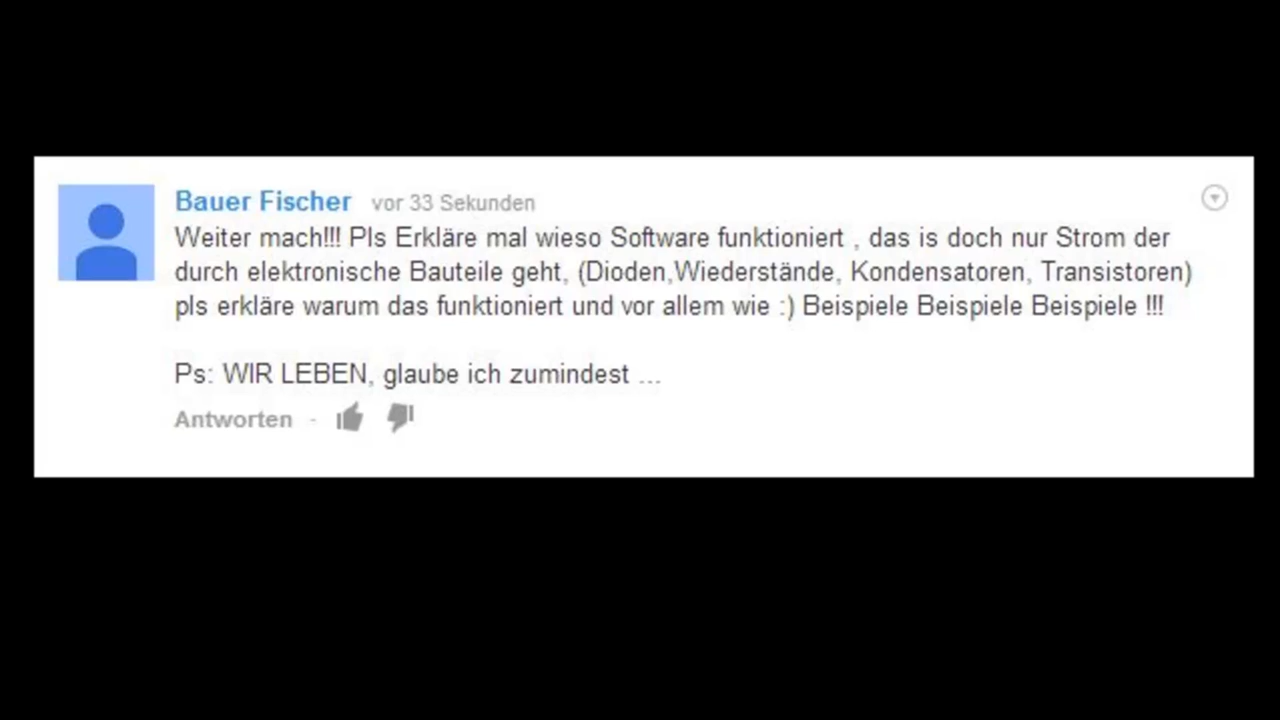 Bauer Fischer vor 33 Sekunden
Weiter mach!!! Pls Erkläre mal wieso Software funktioniert , das is doch nur Strom der
durch elektronische Bauteile geht, (Dioden,Wiederstände, Kondensatoren, Transistoren)
pls erkläre warum das funktioniert und vor allem wie :) Beispiele Beispiele Beispiele !!!
Ps: WIR LEBEN, glaube ich zumindest ...
Antworten -